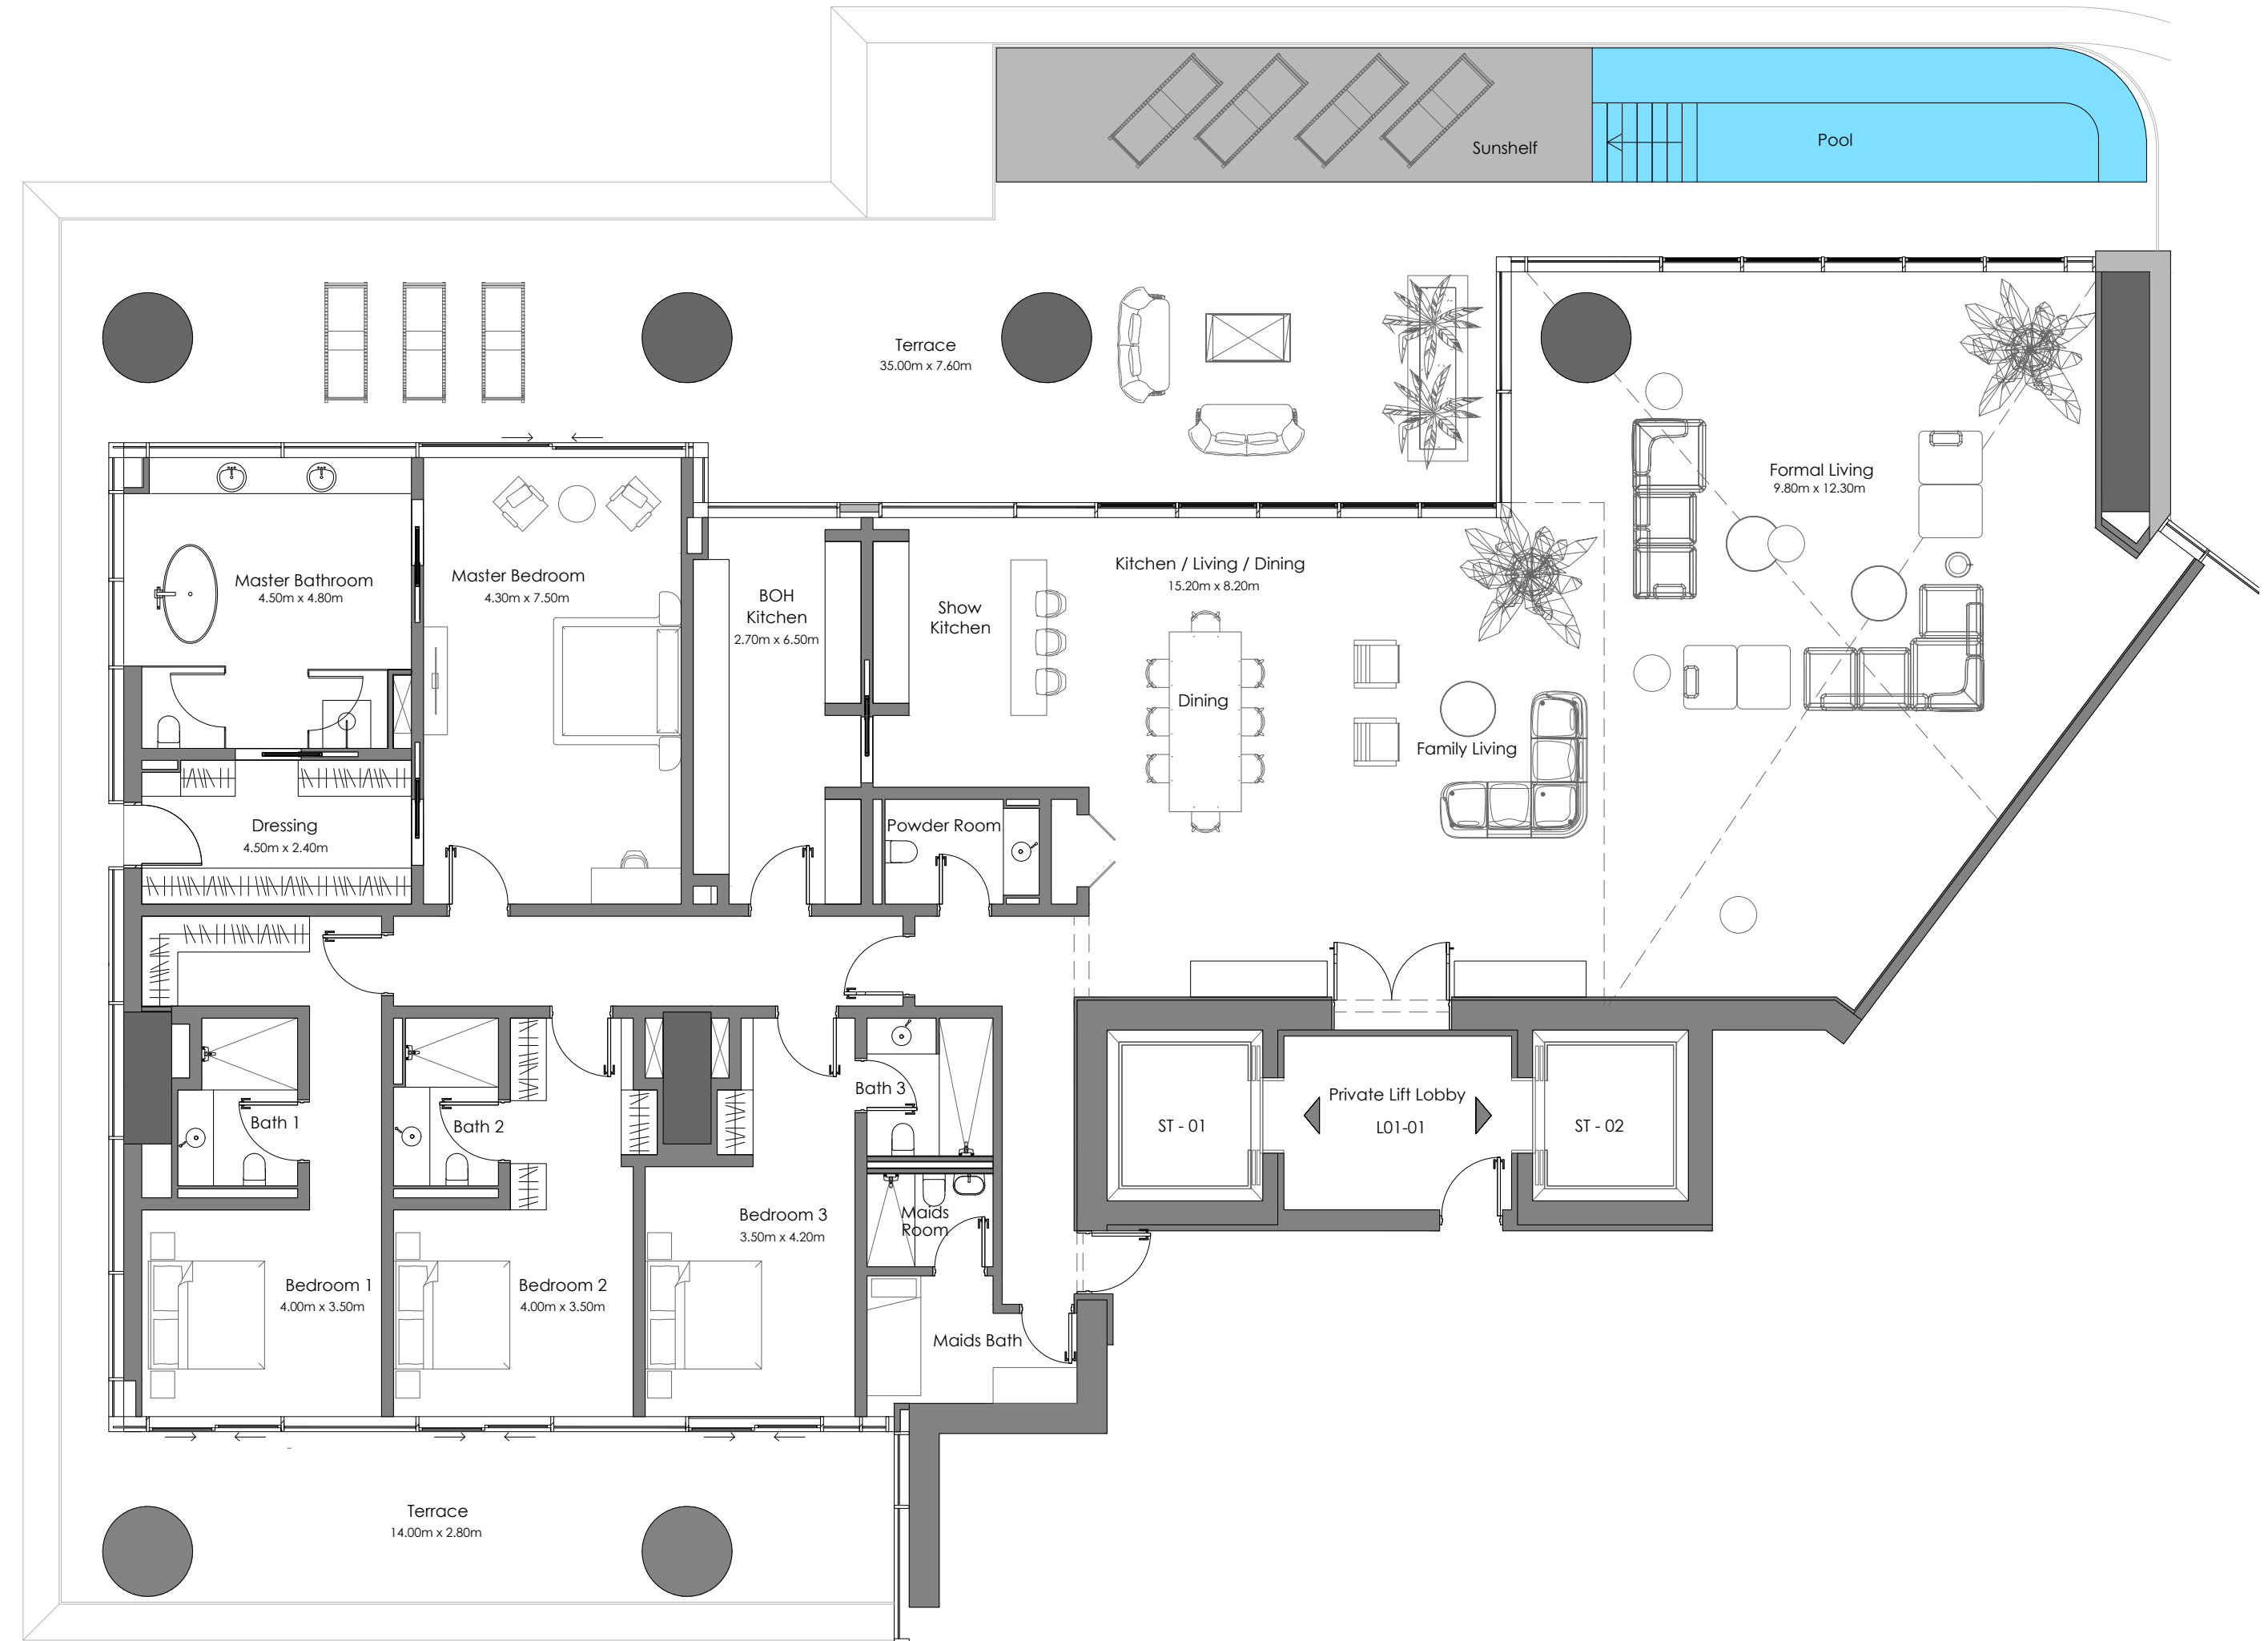 Sunshelf
Pool
Terrace
35.00m x 7.60m
Formal Living
9.80m x 12.30m
Master Bathroom
4.50m x 4.80m
Master Bedroom
4.30m x 7.50m
BOH
Kitchen
2.70m x 6.50m
Show
Kitchen
Kitchen / Living / Dining
15.20m x 8.20m
Dining
Family Living
Dressing
4.50m x 2.40m
Powder Room
Bath 1
Bath 2
Bath 3
Private Lift Lobby
L01-01
ST - 01
ST - 02
Maids
Room
Bedroom 1
4.00m x 3.50m
Bedroom 2
4.00m x 3.50m
Bedroom 3
3.50m x 4.20m
Maids Bath
Terrace
14.00m x 2.80m